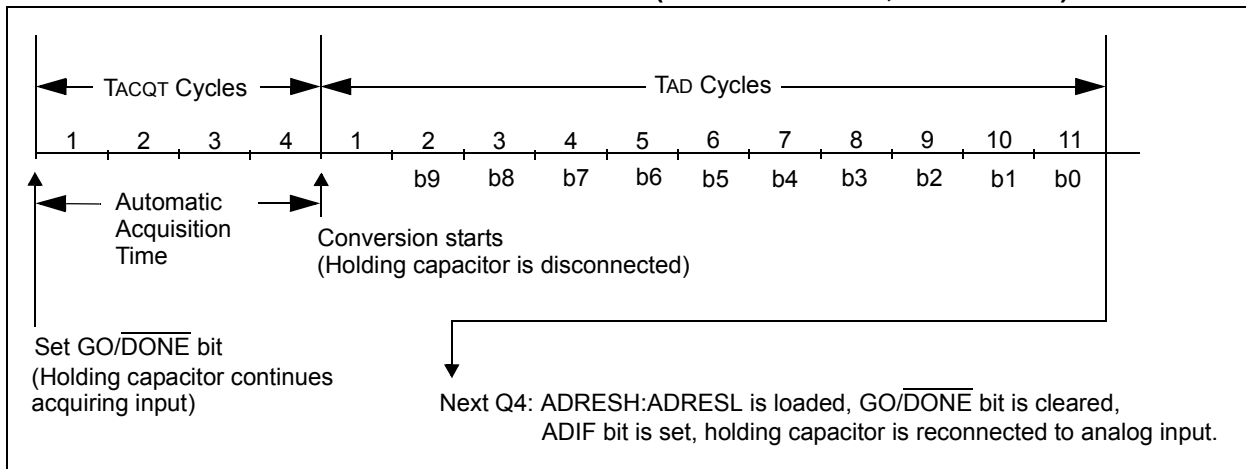 TACQT Cycles
TAD Cycles
1 2 3 4 1 2 3 4 5 6 7 8 9 10 11
b9 b8 b7 b6 b5 b4 b3 b2 b1 b0
Automatic
Acquisition
Time
Conversion starts
(Holding capacitor is disconnected)
Set GO/DONE bit
(Holding capacitor continues
acquiring input)
Next Q4: ADRESH:ADRESL is loaded, GO/DONE bit is cleared,
ADIF bit is set, holding capacitor is reconnected to analog input.